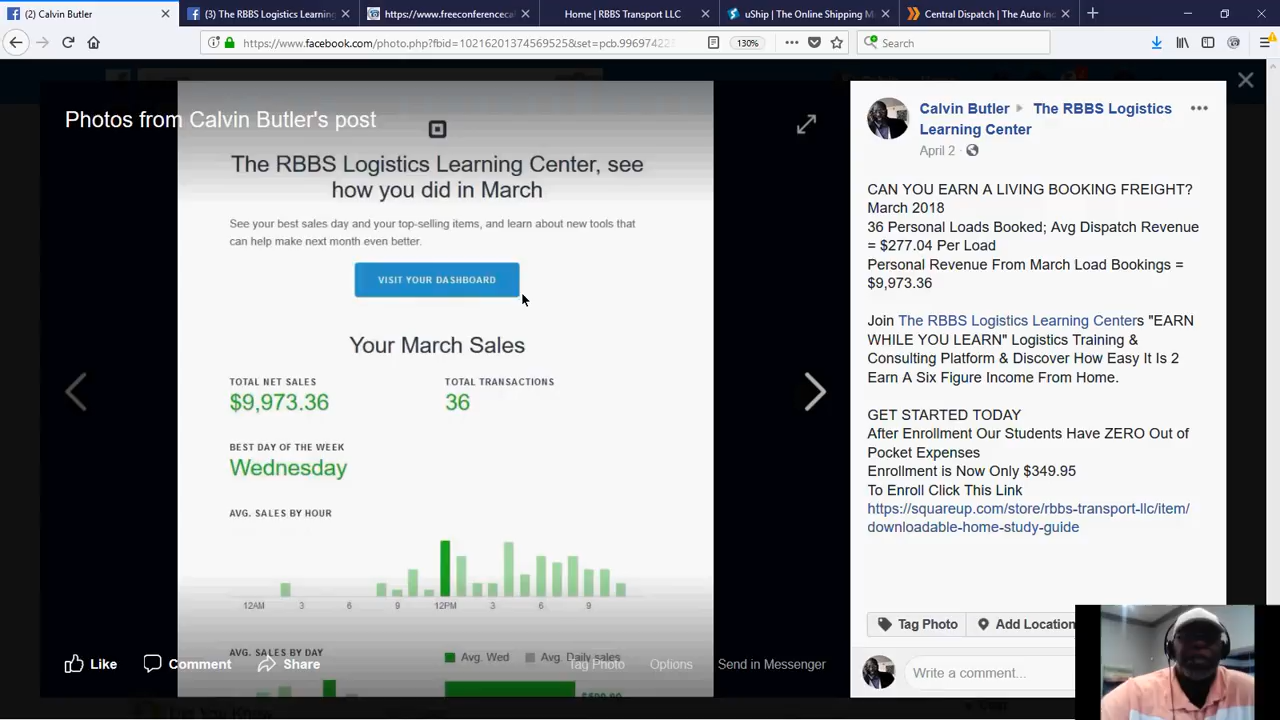 (2) Calvin Butler
(3) The RBBS Logistics Learning
https://www.freeconferenceca
Home | RBBS Transport LLC
uShip | The Online Shipping M
Central Dispatch | The Auto In
https://www.facebook.com/photo.php?fbid=10216201374569525&set=pcb.99697422
130%
Search
Photos from Calvin Butler's post
The RBBS Logistics Learning Center, see
how you did in March
See your best sales day and your top-selling items, and learn about new tools that
can help make next month even better.
VISIT YOUR DASHBOARD
Your March Sales
TOTAL NET SALES
TOTAL TRANSACTIONS
$9,973.36
36
BEST DAY OF THE WEEK
Wednesday
AVG. SALES BY HOUR
12AM 3 6 9 12PM 3 6 9
AVG. SALES BY DAY
Avg. Wed
Avg. Daily sales
Like
Comment
Share
Tag Photo
Options
Send in Messenger
Calvin Butler
The RBBS Logistics
Learning Center
April 2
CAN YOU EARN A LIVING BOOKING FREIGHT?
March 2018
36 Personal Loads Booked; Avg Dispatch Revenue
= $277.04 Per Load
Personal Revenue From March Load Bookings =
$9,973.36
Join The RBBS Logistics Learning Centers "EARN
WHILE YOU LEARN" Logistics Training &
Consulting Platform & Discover How Easy It Is 2
Earn A Six Figure Income From Home.
GET STARTED TODAY
After Enrollment Our Students Have ZERO Out of
Pocket Expenses
Enrollment is Now Only $349.95
To Enroll Click This Link
https://squareup.com/store/rbbs-transport-llc/item/
downloadable-home-study-guide
Tag Photo
Add Location
Write a comment...